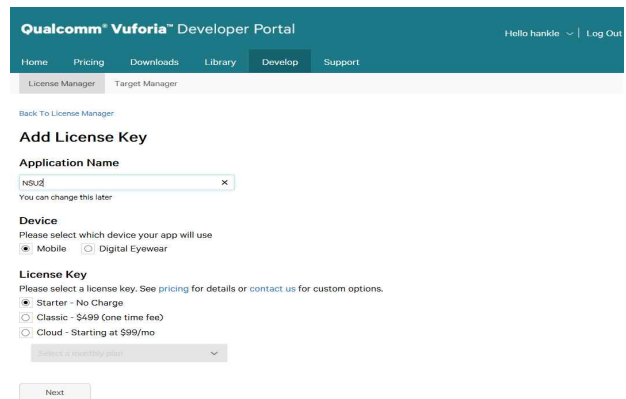 Qualcomm® Vuforia™ Developer Portal
Hello hankle | Log Out
Home Pricing Downloads Library Develop Support
License Manager Target Manager
Back To License Manager
Add License Key
Application Name
NSU2
You can change this later
Device
Please select which device your app will use
Mobile Digital Eyewear
License Key
Please select a license key. See pricing for details or contact us for custom options.
Starter - No Charge
Classic - $499 (one time fee)
Cloud - Starting at $99/mo
Select a monthly plan
Next